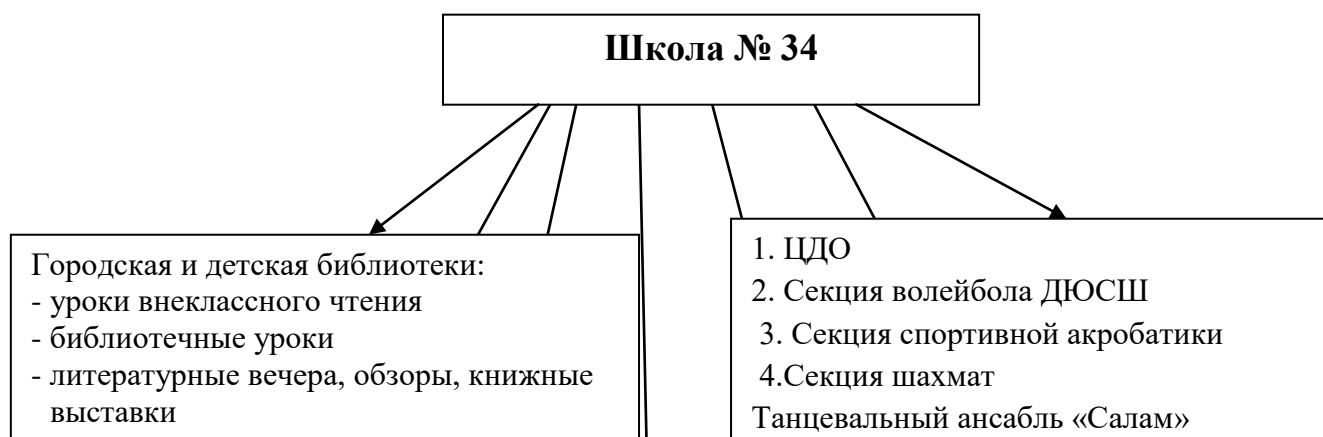 Школа № 34
Городская и детская библиотеки:
- уроки внеклассного чтения
- библиотечные уроки
- литературные вечера, обзоры, книжные
выставки
1. ЦДО
2. Секция волейбола ДЮСШ
3. Секция спортивной акробатики
4.Секция шахмат
Танцевальный ансабль «Салам»